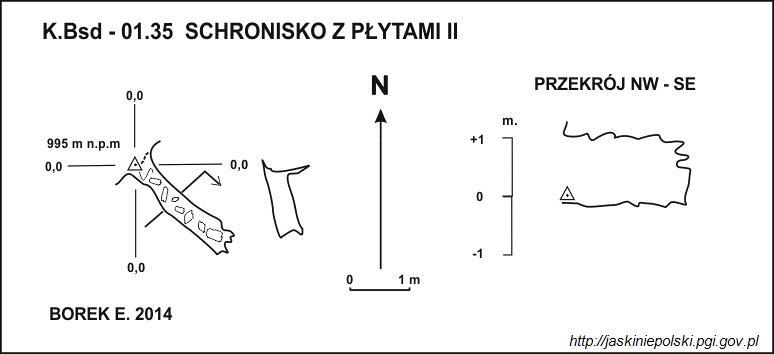 K.Bsd - 01.35 SCHRONISKO Z PŁYTAMI II
N
PRZEKRÓJ NW - SE
0,0
995 m n.p.m
0,0
0,0
0,0
m.
+1
0
-1
0 1 m
BOREK E. 2014
http://jaskiniepolski.pgi.gov.pl